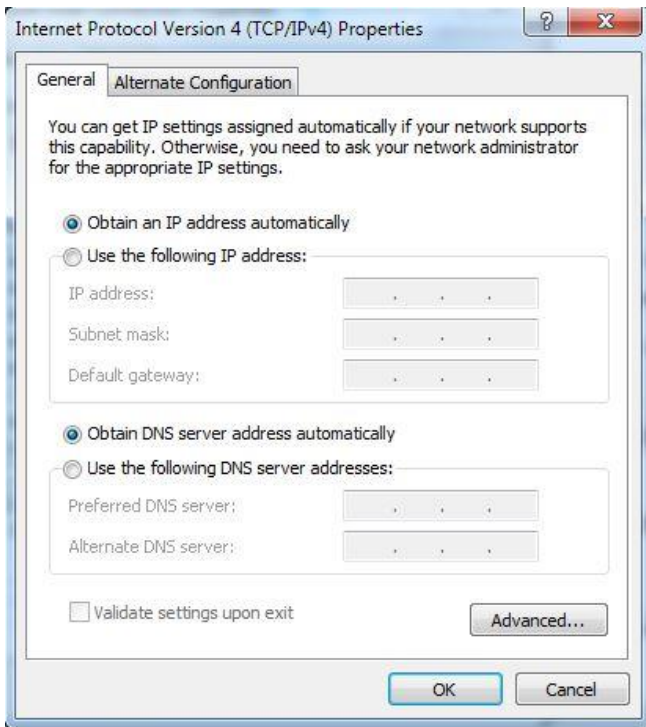 Internet Protocol Version 4 (TCP/IPv4) Properties
General
Alternate Configuration
You can get IP settings assigned automatically if your network supports
this capability. Otherwise, you need to ask your network administrator
for the appropriate IP settings.
Obtain an IP address automatically
Use the following IP address:
IP address:
Subnet mask:
Default gateway:
Obtain DNS server address automatically
Use the following DNS server addresses:
Preferred DNS server:
Alternate DNS server:
Validate settings upon exit
Advanced...
OK
Cancel